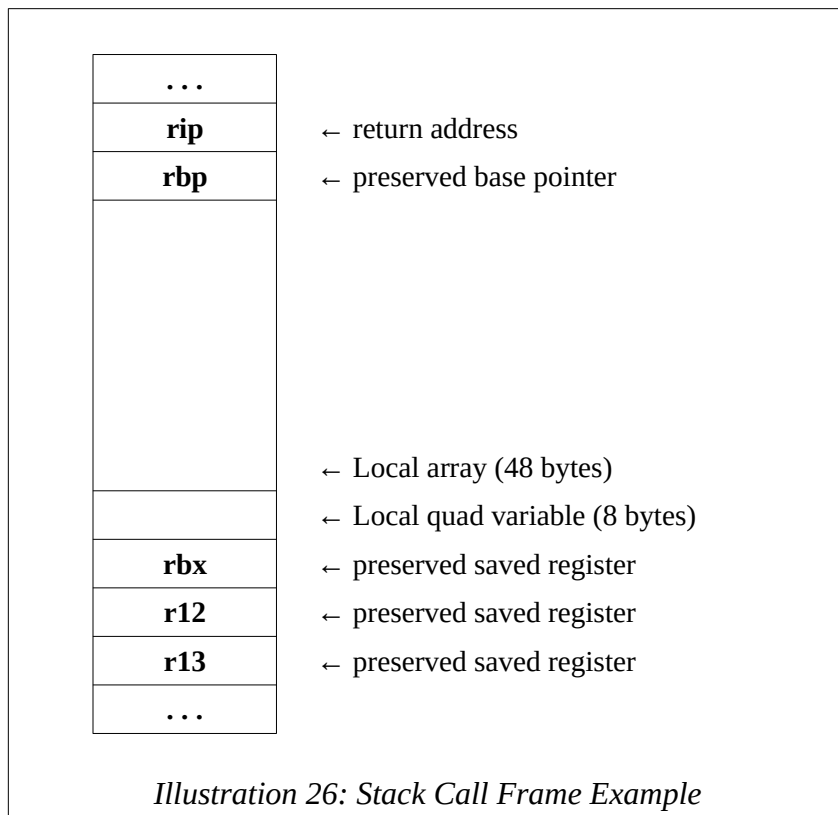 . . .
rip ← return address
rbp ← preserved base pointer
← Local array (48 bytes)
← Local quad variable (8 bytes)
rbx ← preserved saved register
r12 ← preserved saved register
r13 ← preserved saved register
. . .
Illustration 26: Stack Call Frame Example